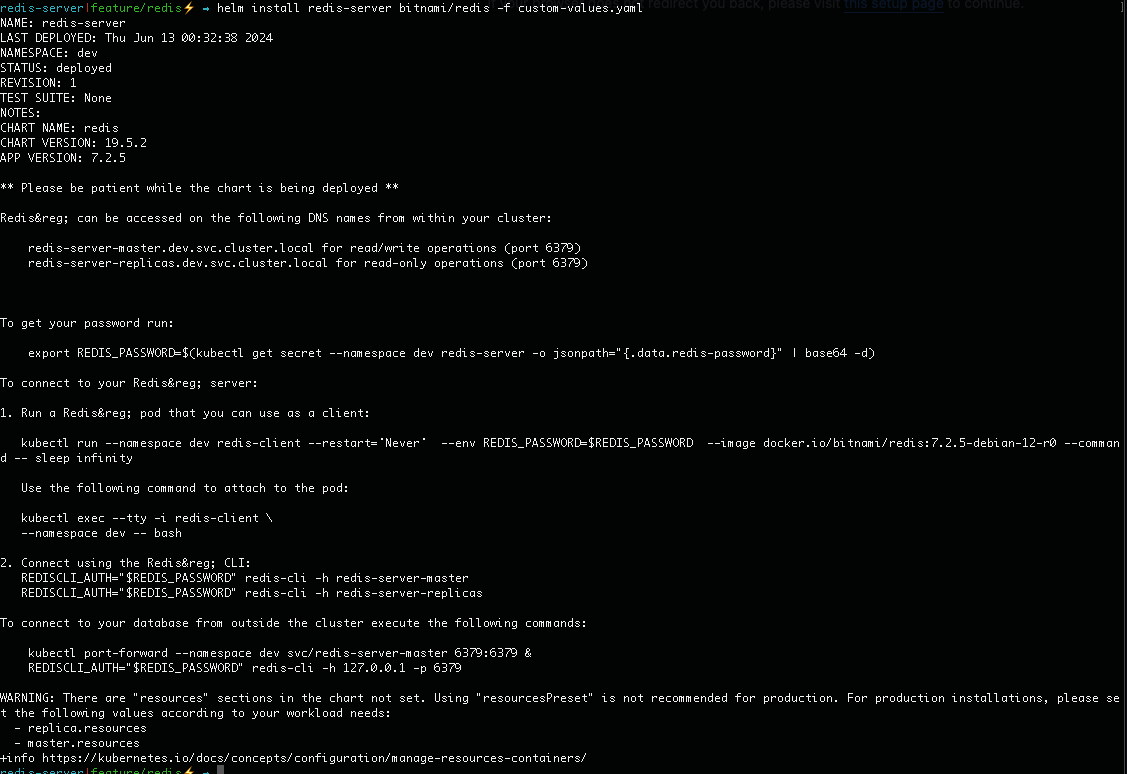 redirect you back, please visit this setup page to continue.
redis-server|feature/redis⚡ → helm install redis-server bitnami/redis -f custom-values.yaml
NAME: redis-server
LAST DEPLOYED: Thu Jun 13 00:32:38 2024
NAMESPACE: dev
STATUS: deployed
REVISION: 1
TEST SUITE: None
NOTES:
CHART NAME: redis
CHART VERSION: 19.5.2
APP VERSION: 7.2.5
** Please be patient while the chart is being deployed **
Redis&reg; can be accessed on the following DNS names from within your cluster:
redis-server-master.dev.svc.cluster.local for read/write operations (port 6379)
redis-server-replicas.dev.svc.cluster.local for read-only operations (port 6379)
To get your password run:
export REDIS_PASSWORD=$(kubectl get secret --namespace dev redis-server -o jsonpath="{.data.redis-password}" | base64 -d)
To connect to your Redis&reg; server:
1. Run a Redis&reg; pod that you can use as a client:
kubectl run --namespace dev redis-client --restart='Never'  --env REDIS_PASSWORD=$REDIS_PASSWORD  --image docker.io/bitnami/redis:7.2.5-debian-12-r0 --comman
d -- sleep infinity
Use the following command to attach to the pod:
kubectl exec --tty -i redis-client \
--namespace dev -- bash
2. Connect using the Redis&reg; CLI:
REDISCLI_AUTH="$REDIS_PASSWORD" redis-cli -h redis-server-master
REDISCLI_AUTH="$REDIS_PASSWORD" redis-cli -h redis-server-replicas
To connect to your database from outside the cluster execute the following commands:
kubectl port-forward --namespace dev svc/redis-server-master 6379:6379 &
REDISCLI_AUTH="$REDIS_PASSWORD" redis-cli -h 127.0.0.1 -p 6379
WARNING: There are "resources" sections in the chart not set. Using "resourcesPreset" is not recommended for production. For production installations, please se
t the following values according to your workload needs:
- replica.resources
- master.resources
+info https://kubernetes.io/docs/concepts/configuration/manage-resources-containers/
redis-server|feature/redis⚡ →